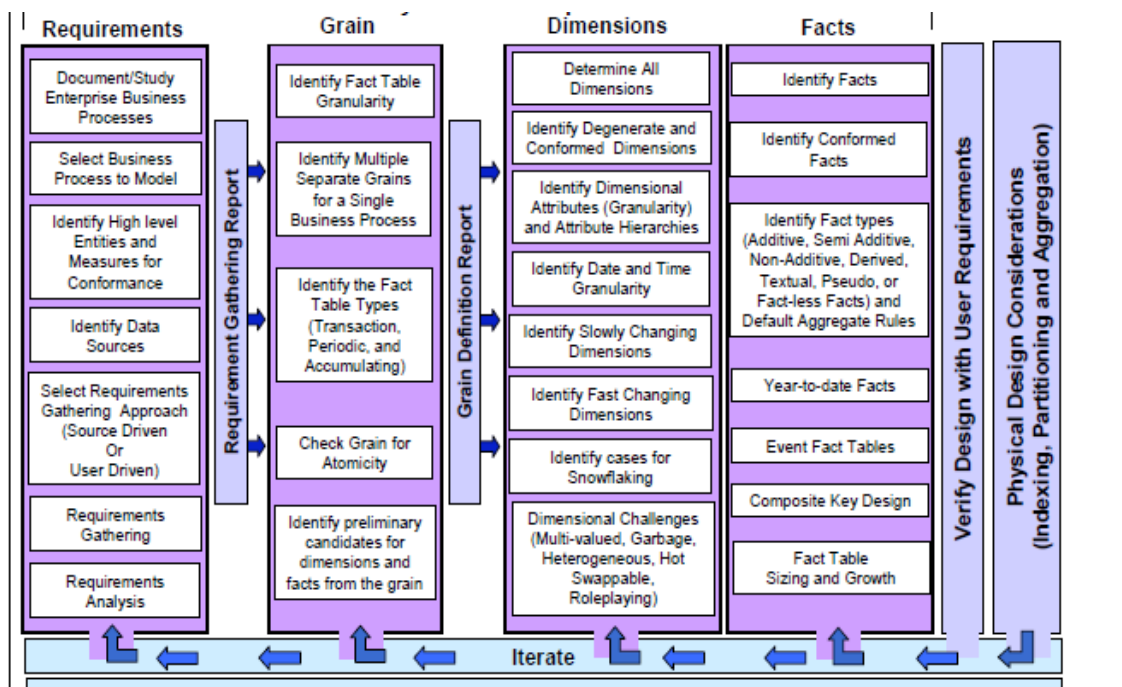 Requirements
Document/Study
Enterprise Business
Processes
Select Business
Process to Model
Identify High level
Entities and
Measures for
Conformance
Identify Data
Sources
Select Requirements
Gathering Approach
(Source Driven
Or
User Driven)
Requirements
Gathering
Requirements
Analysis
Requirement Gathering Report
Grain
Identify Fact Table
Granularity
Identify Multiple
Separate Grains
for a Single
Business Process
Identify the Fact
Table Types
(Transaction,
Periodic, and
Accumulating)
Check Grain for
Atomicity
Identify preliminary
candidates for
dimensions and
facts from the grain
Grain Definition Report
Dimensions
Determine All
Dimensions
Identify Degenerate and
Conformed Dimensions
Identify Dimensional
Attributes (Granularity)
and Attribute Hierarchies
Identify Date and Time
Granularity
Identify Slowly Changing
Dimensions
Identify Fast Changing
Dimensions
Identify cases for
Snowflaking
Dimensional Challenges
(Multi-valued, Garbage,
Heterogeneous, Hot
Swappable,
Roleplaying)
Facts
Identify Facts
Identify Conformed
Facts
Identify Fact types
(Additive, Semi Additive,
Non-Additive, Derived,
Textual, Pseudo, or
Fact-less Facts) and
Default Aggregate Rules
Year-to-date Facts
Event Fact Tables
Composite Key Design
Fact Table
Sizing and Growth
Verify Design with User Requirements
Physical Design Considerations
(Indexing, Partitioning and Aggregation)
Iterate